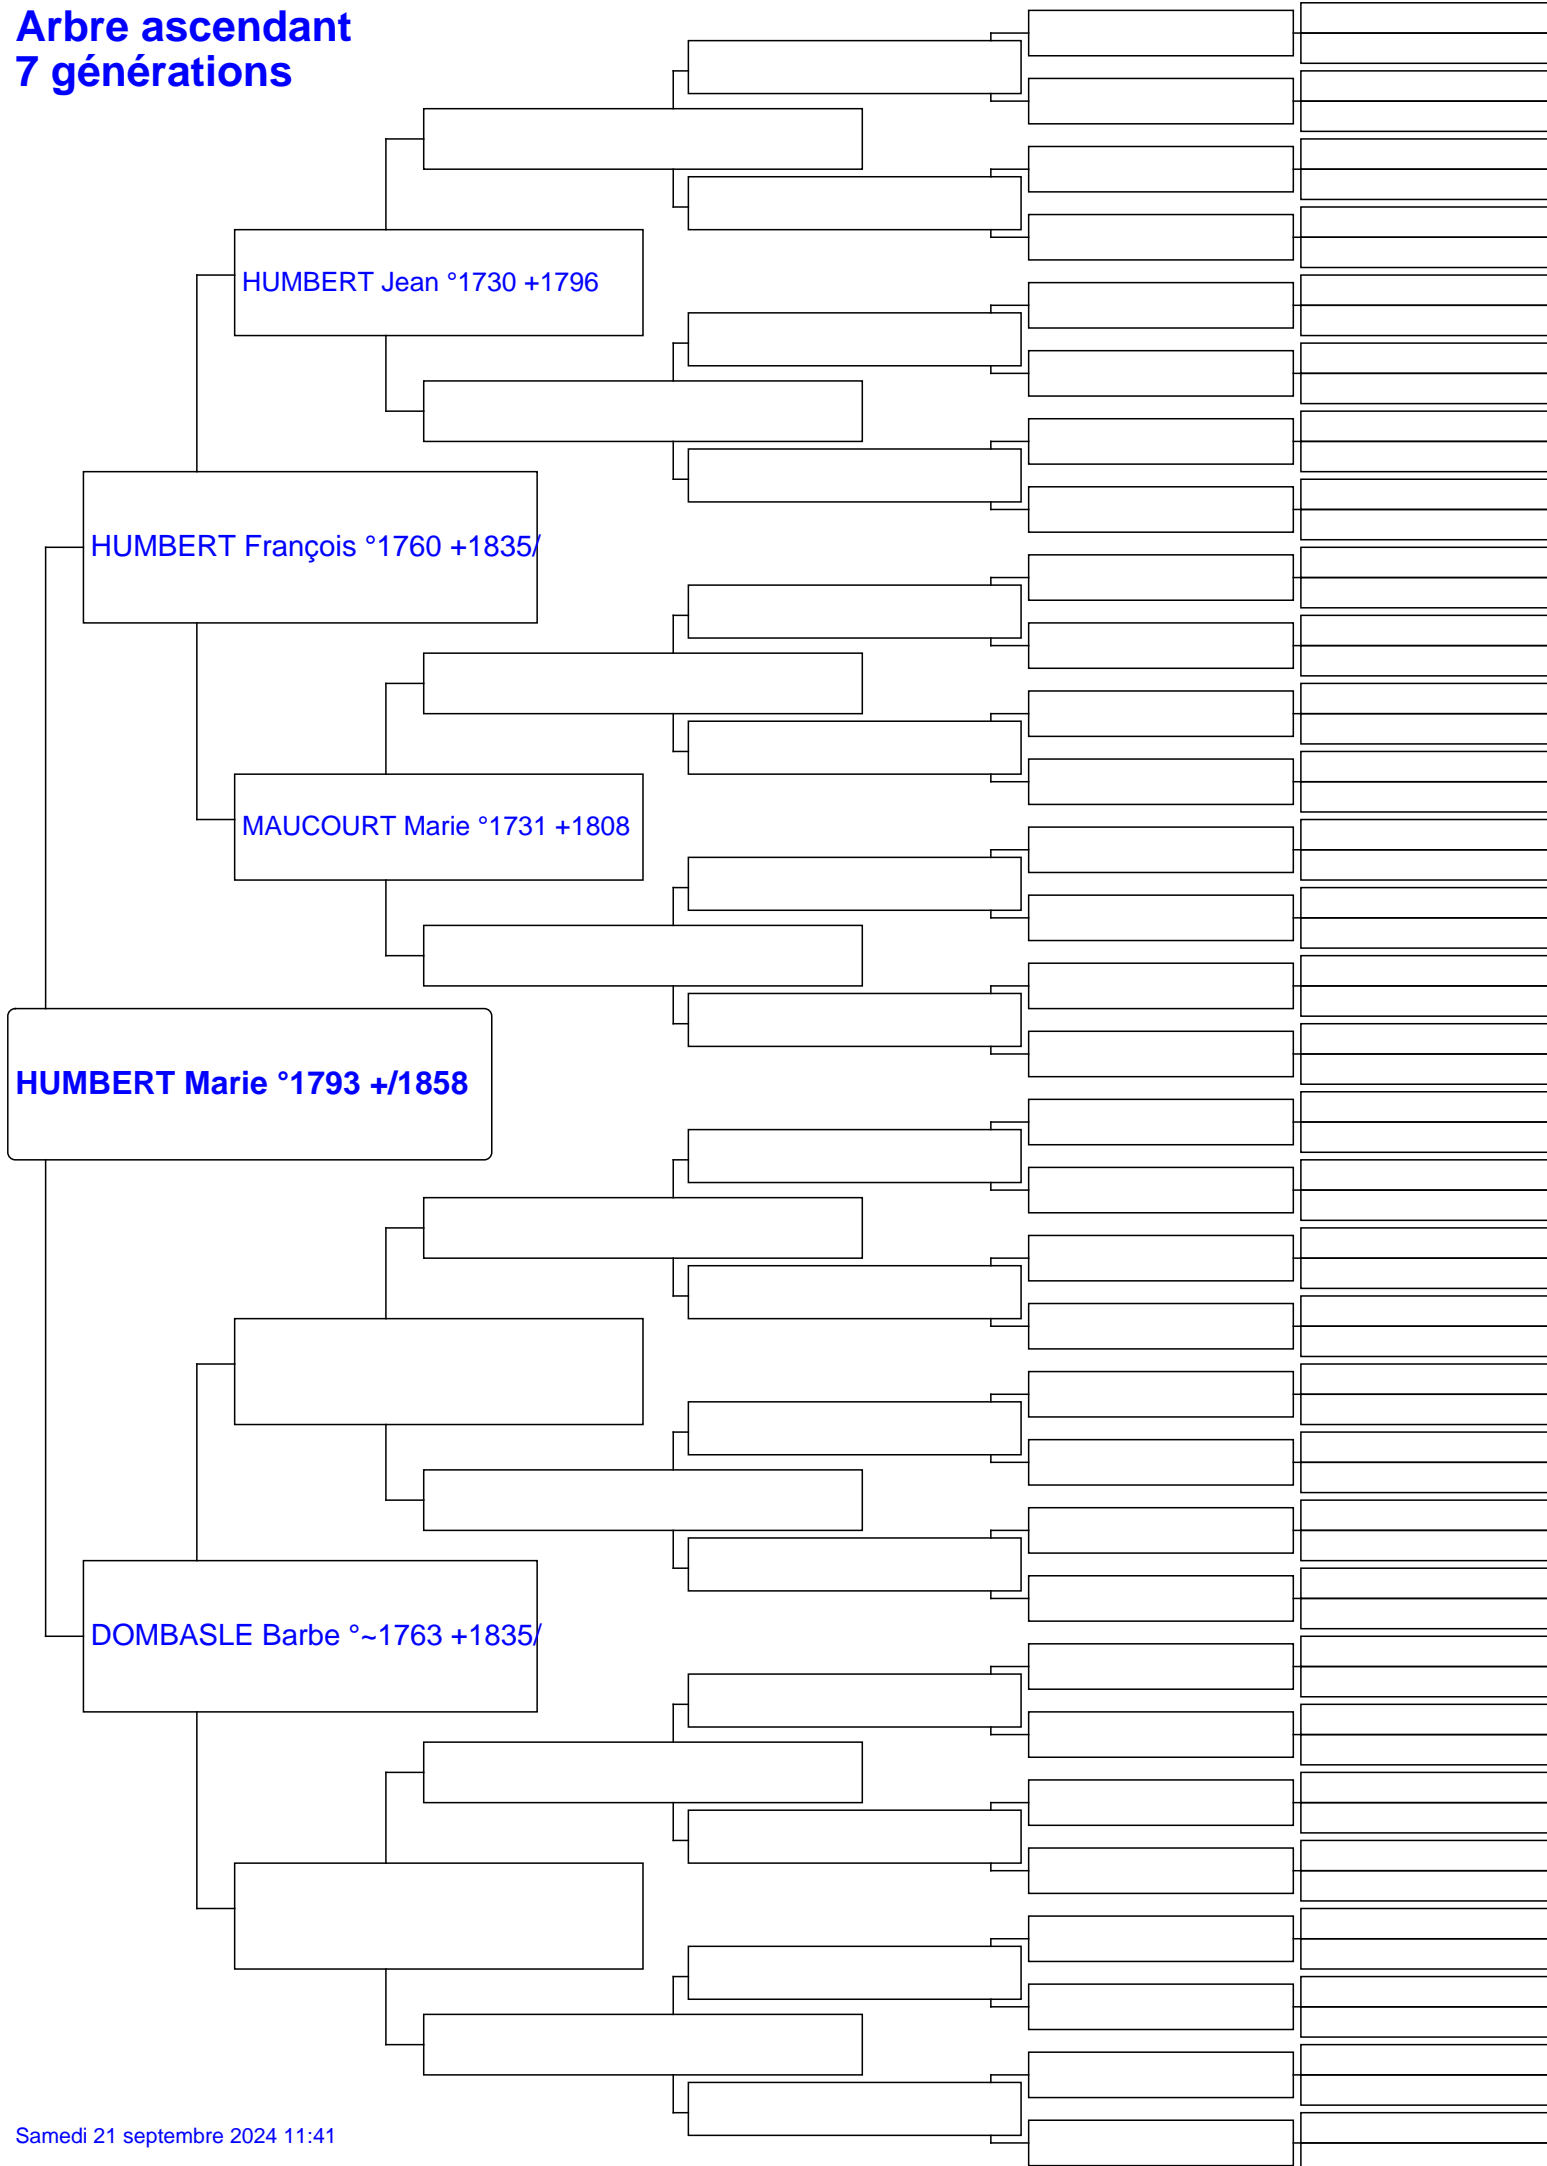 Arbre ascendant
7 générations
HUMBERT Jean °1730 +1796
HUMBERT François °1760 +1835/
MAUCOURT Marie °1731 +1808
HUMBERT Marie °1793 +/1858
DOMBASLE Barbe °~1763 +1835/
Samedi 21 septembre 2024 11:41